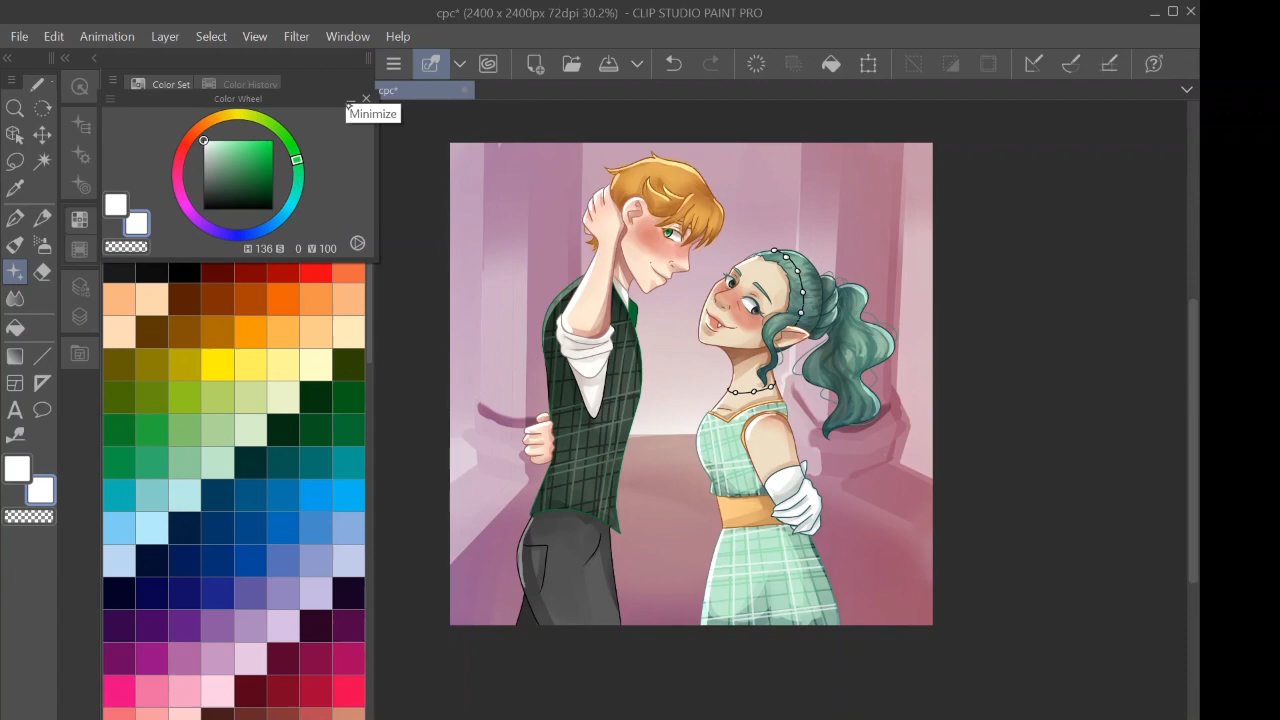 cpc* (2400 x 2400px 72dpi 30.2%) - CLIP STUDIO PAINT PRO
File Edit Animation Layer Select View Filter Window Help
Color Set Color History
cpc*
Color Wheel
Minimize
H 136 S 0 V 100